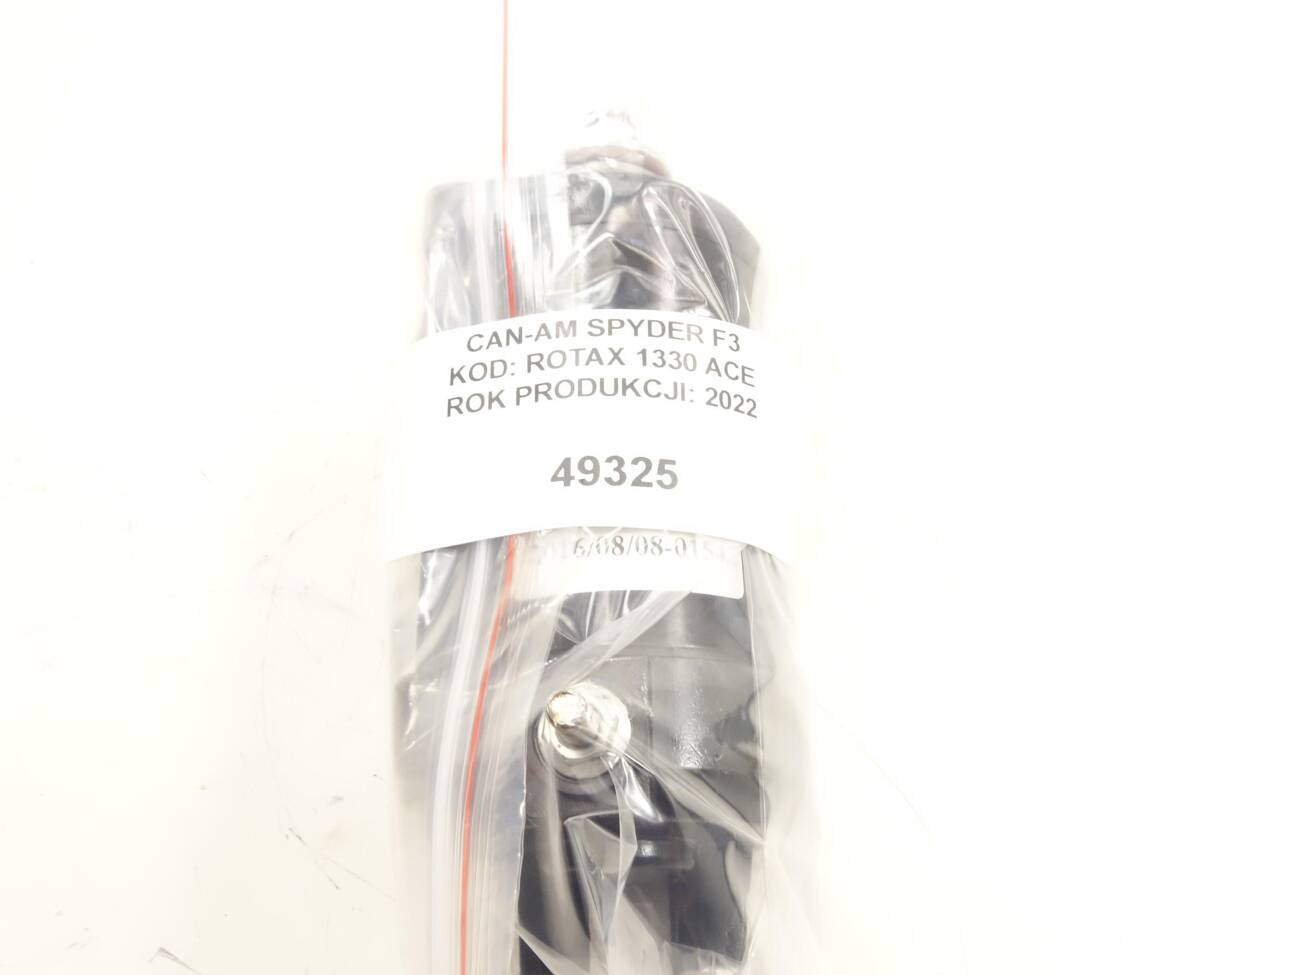 CAN-AM SPYDER F3
KOD: ROTAX 1330 ACE
ROK PRODUKCJI: 2022
49325